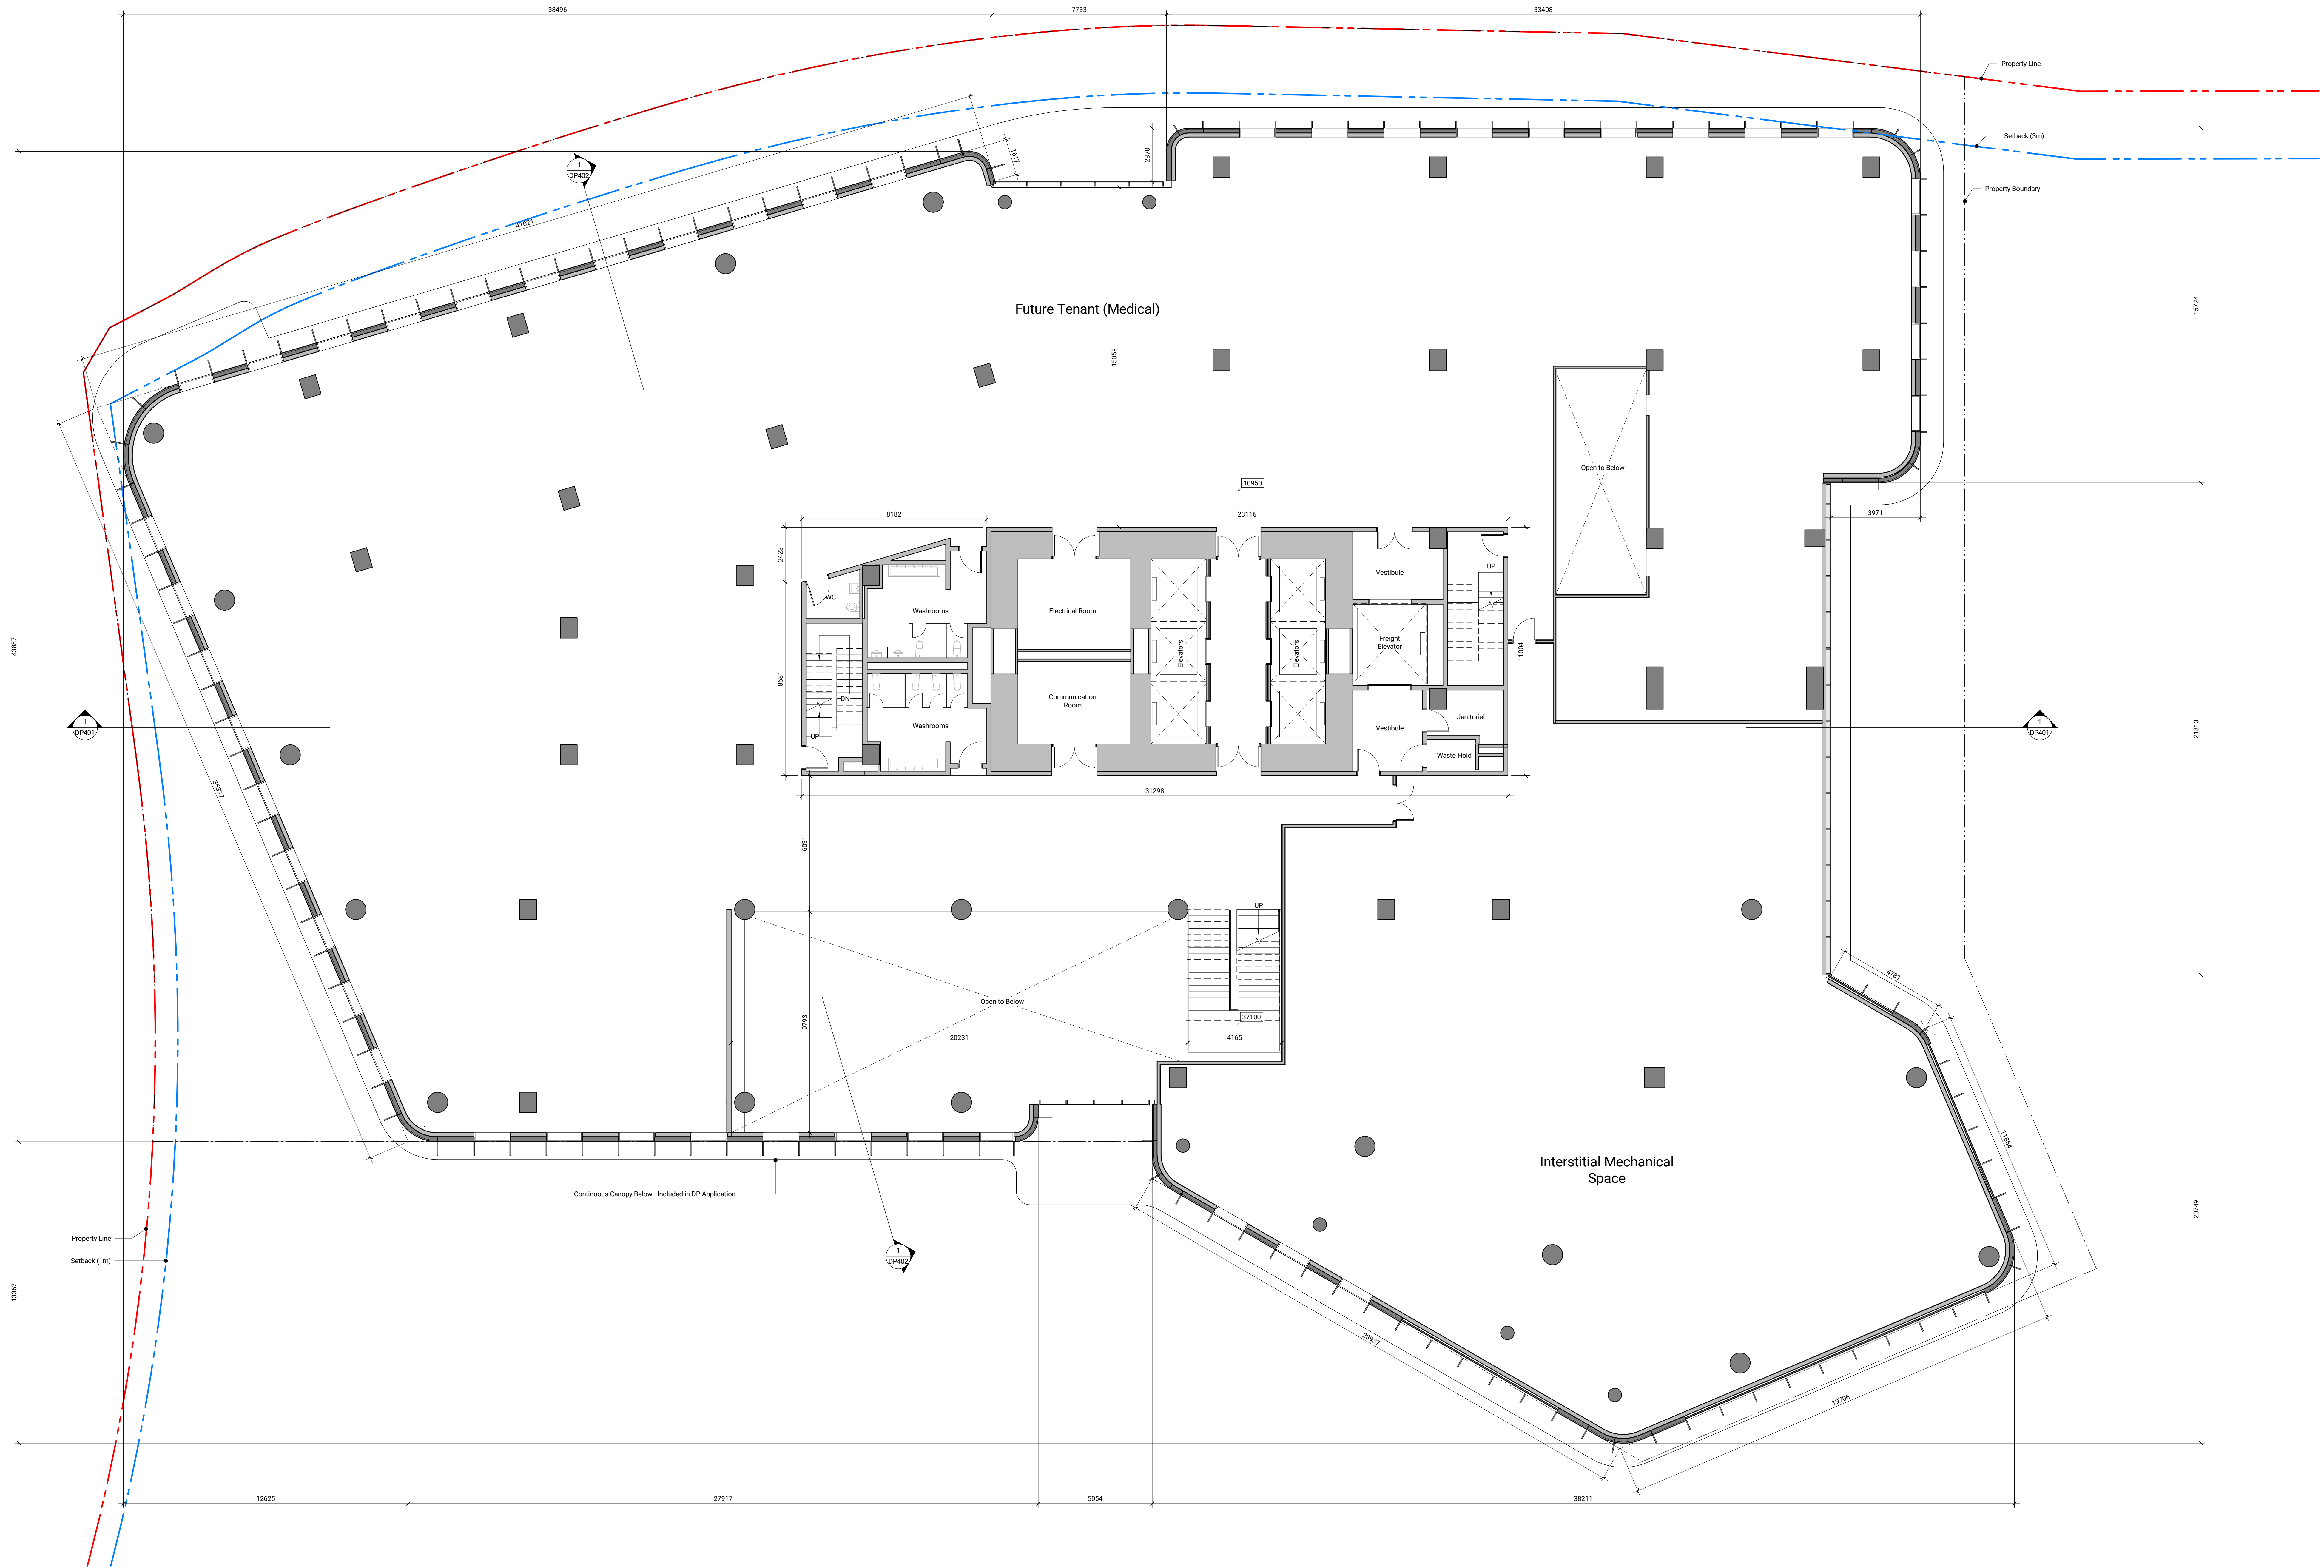 38496
7733
33408
Property Line
Setback (3m)
Property Boundary
1
DP402
1617
2370
41021
Future Tenant (Medical)
15059
15724
Open to Below
10950
8182
23116
3971
2423
WC
Washrooms
Electrical Room
Elevators
Elevators
Vestibule
UP
Freight
Elevator
11004
43887
8581
DN
UP
Washrooms
Communication
Room
Vestibule
Janitorial
Waste Hold
1
DP401
1
DP401
21813
35337
31298
6031
UP
Open to Below
9793
37100
20231
4165
4781
11854
Interstitial Mechanical
Space
Continuous Canopy Below - Included in DP Application
Property Line
Setback (1m)
1
DP402
20749
13362
23937
19706
12625
27917
5054
38211